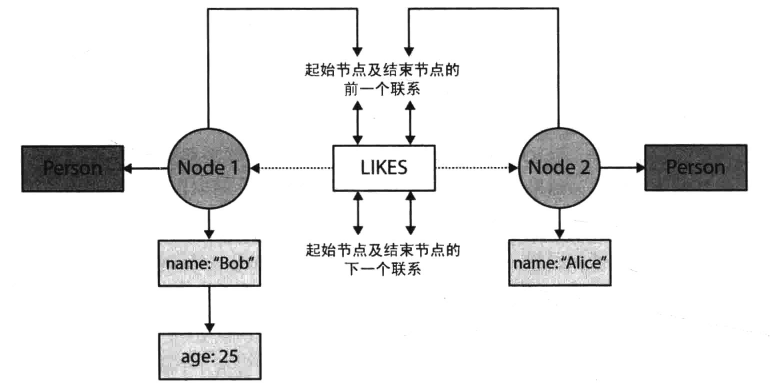 起始节点及结束节点的
前一个联系
Person
Node 1
LIKES
Node 2
Person
起始节点及结束节点的
下一个联系
name: “Bob”
name: “Alice”
age: 25